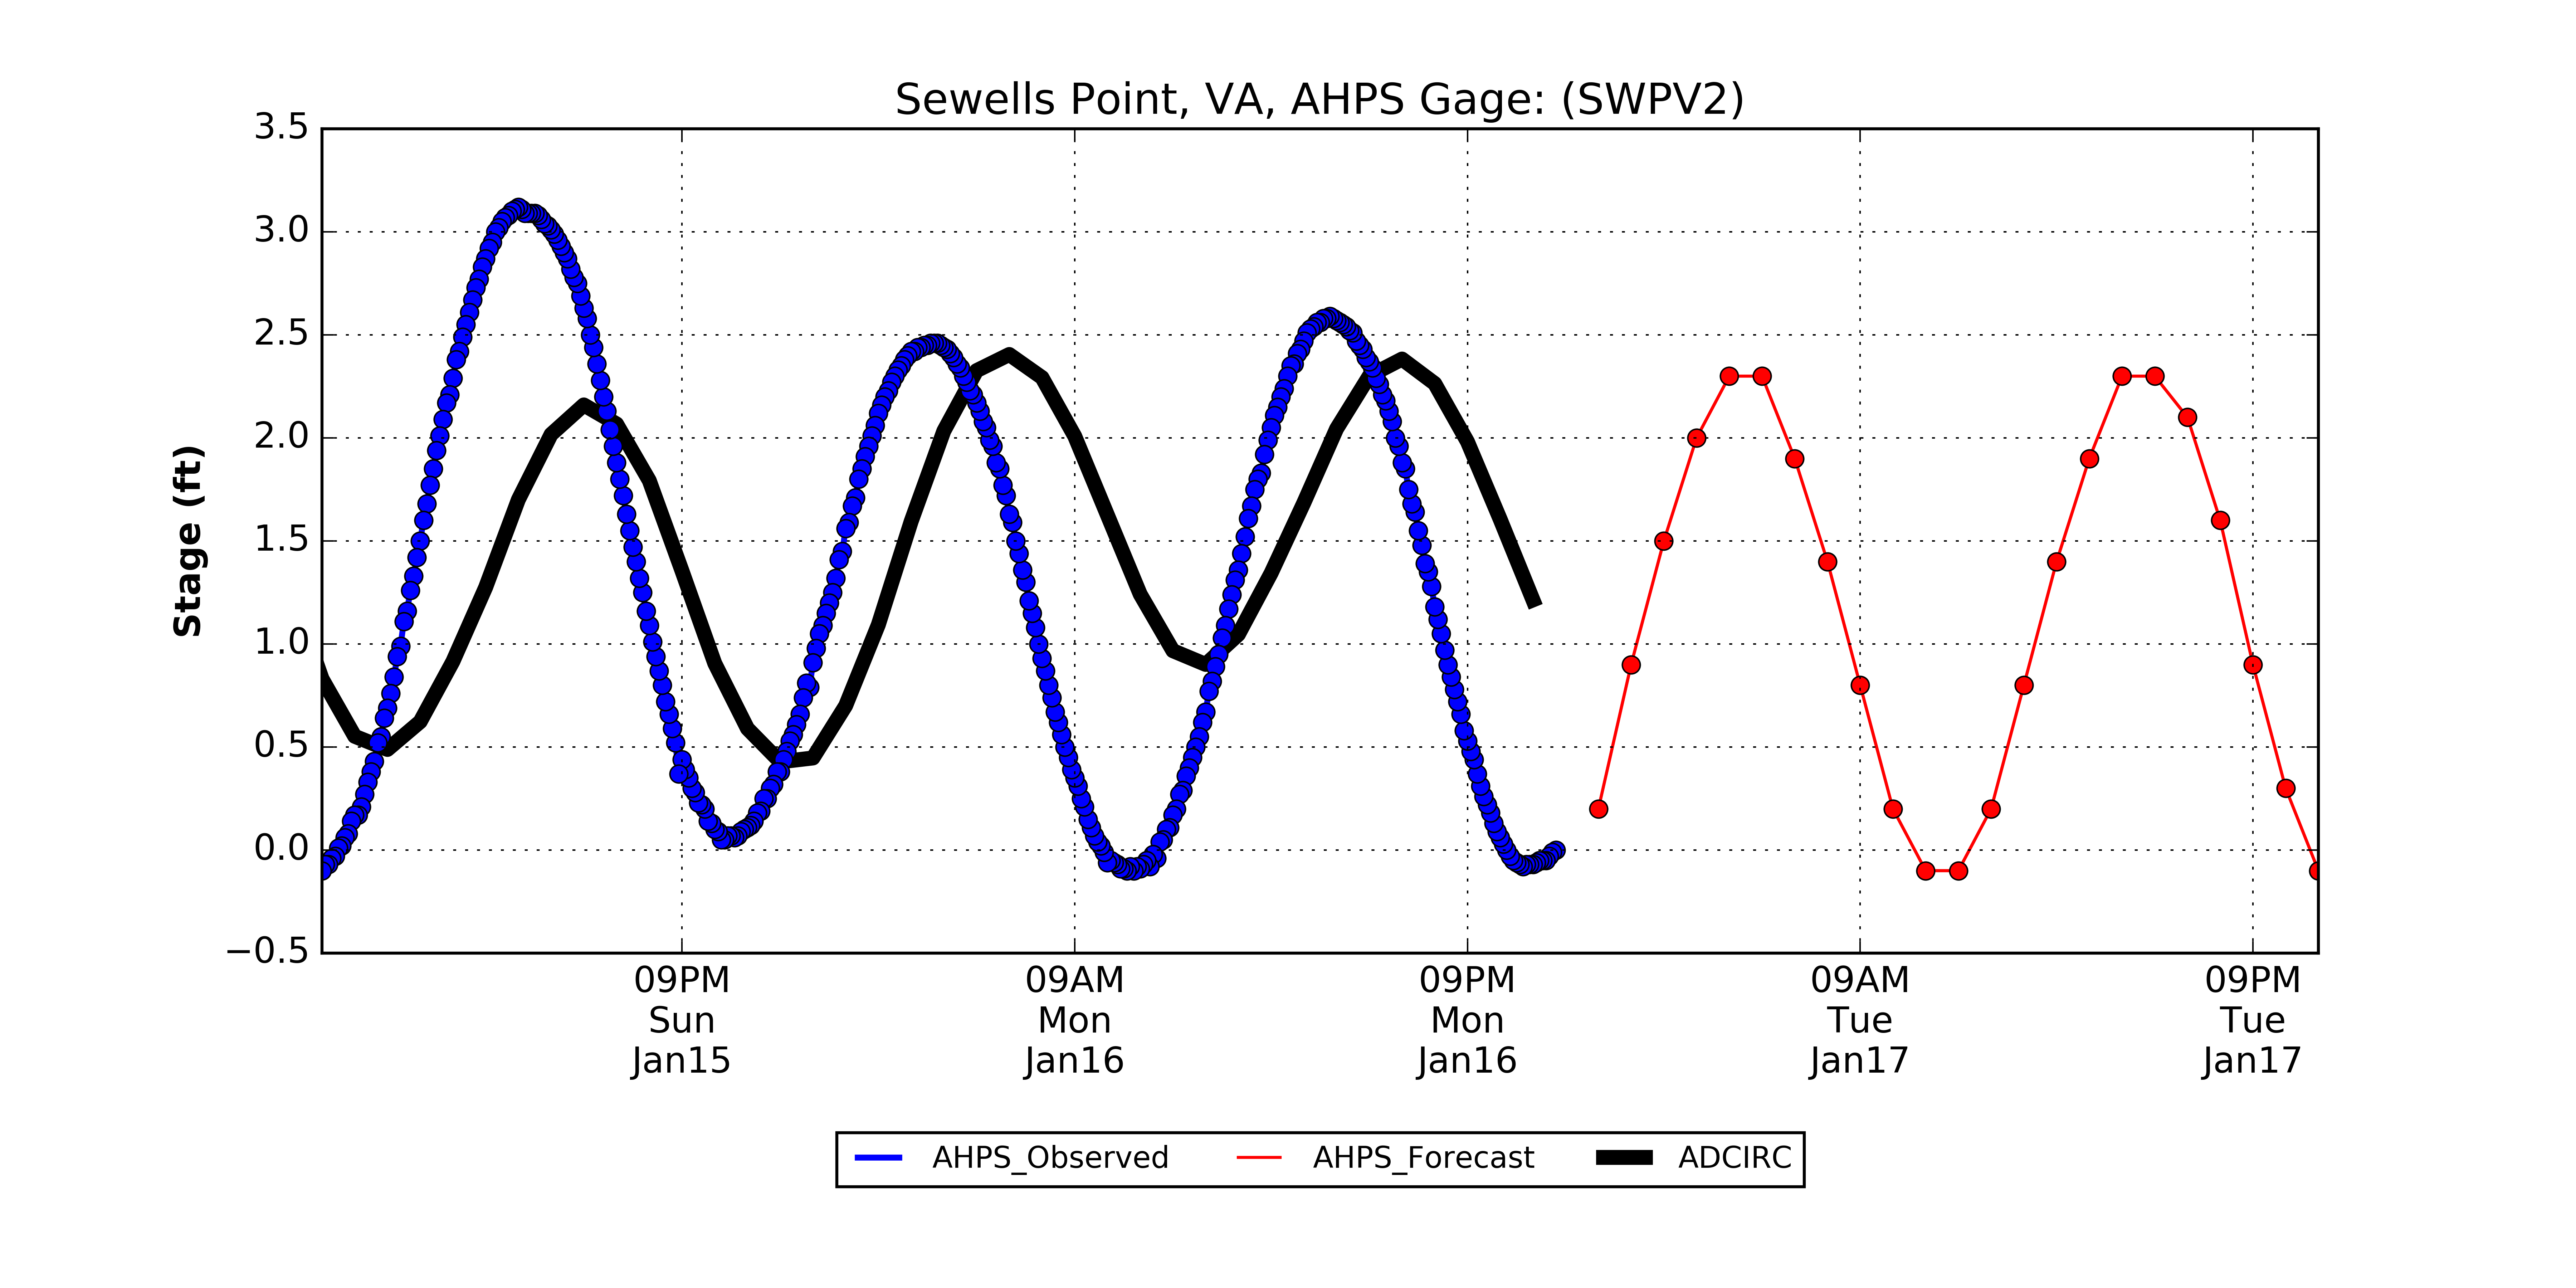 Sewells Point, VA, AHPS Gage: (SWPV2)
3.5
3.0
2.5
2.0
1.5
1.0
0.5
0.0
−0.5
Stage (ft)
09PM
Sun
Jan15
09AM
Mon
Jan16
09PM
Mon
Jan16
09AM
Tue
Jan17
09PM
Tue
Jan17
AHPS_Observed
AHPS_Forecast
ADCIRC